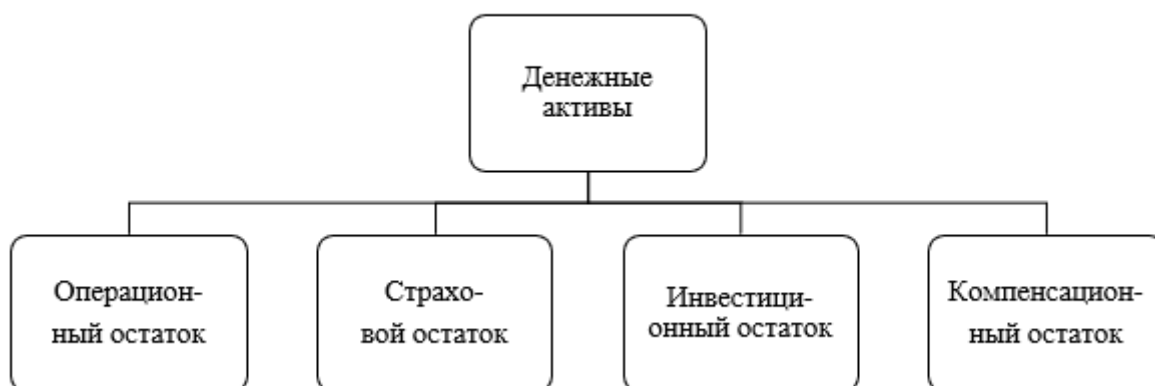 Денежные
активы
Операцион-
ный остаток
Страхо-
вой остаток
Инвестици-
онный остаток
Компенсацион-
ный остаток